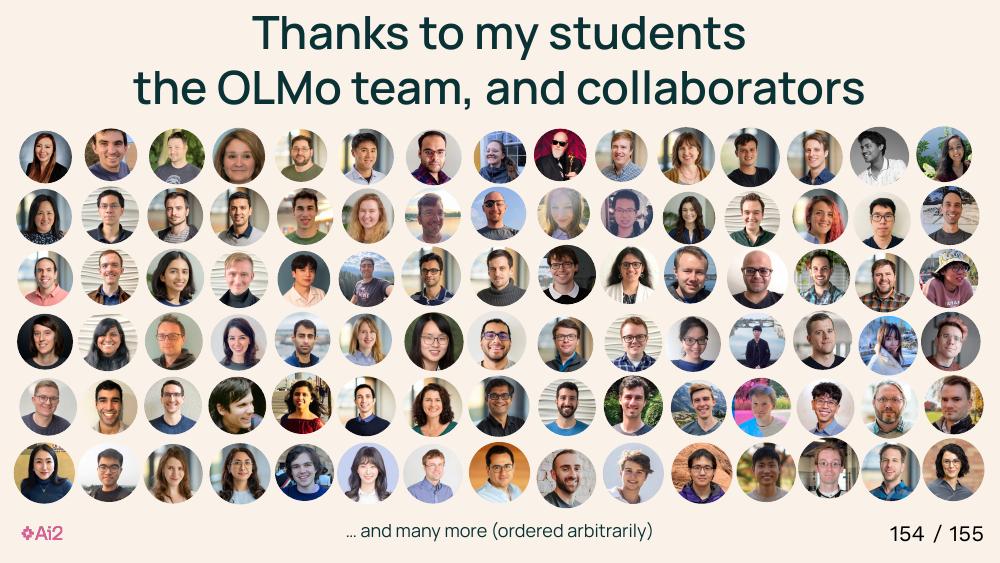 Thanks to my students
the OLMo team, and collaborators
Ai2
... and many more (ordered arbitrarily)
154 / 155